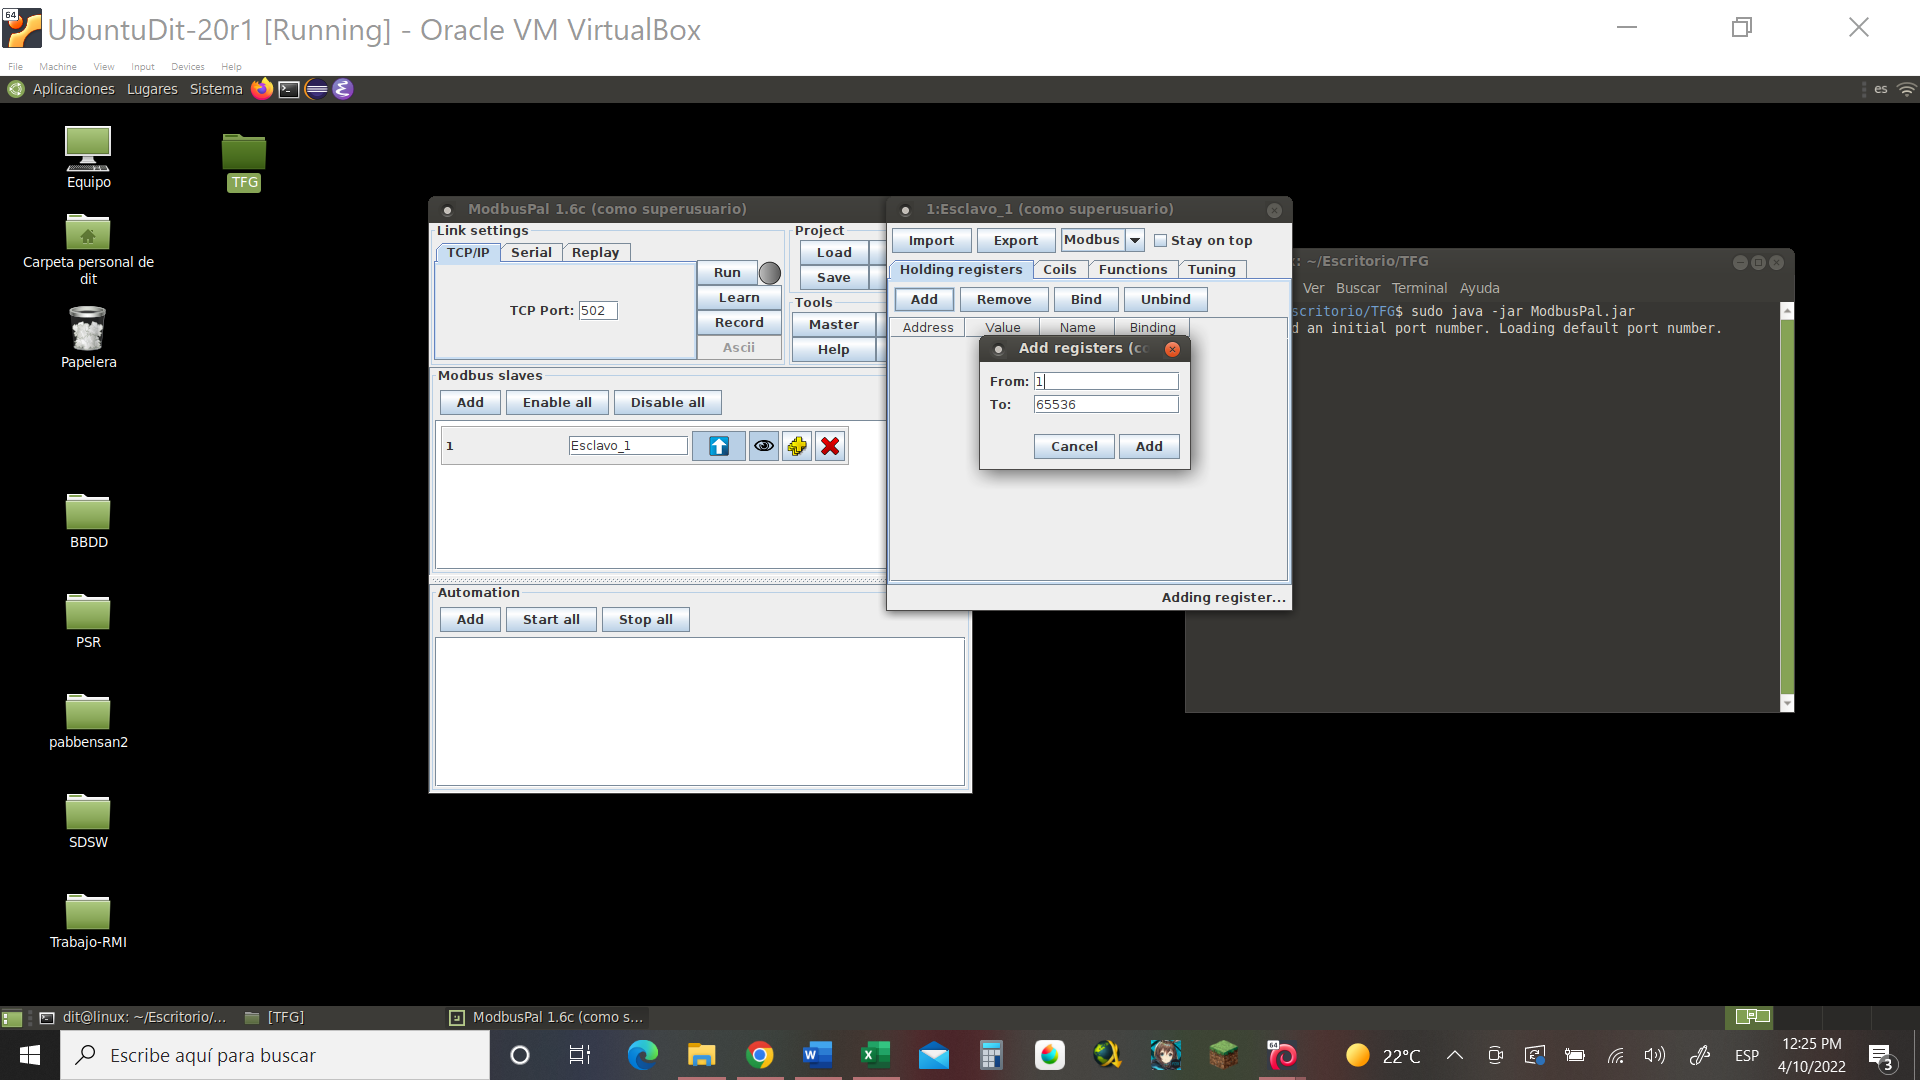 64
UbuntuDit-20r1 [Running] - Oracle VM VirtualBox
File Machine View Input Devices Help
Aplicaciones Lugares Sistema
es
Equipo
TFG
Carpeta personal de
dit
Papelera
BBDD
PSR
pabbensan2
SDSW
Trabajo-RMI
ModbusPal 1.6c (como superusuario)
Link settings
TCP/IP Serial Replay
TCP Port: 502
Run
Learn
Record
Ascii
Project
Load
Save
Tools
Master
Help
Modbus slaves
Add Enable all Disable all
1 Esclavo_1
Automation
Add Start all Stop all
1:Esclavo_1 (como superusuario)
Import Export Modbus Stay on top
Holding registers Coils Functions Tuning
Add Remove Bind Unbind
Address Value Name Binding
Add registers (co
From: 1
To: 65536
Cancel Add
Adding register...
: ~/Escritorio/TFG
Ver Buscar Terminal Ayuda
scritorio/TFG$ sudo java -jar ModbusPal.jar
d an initial port number. Loading default port number.
dit@linux: ~/Escritorio/... [TFG] ModbusPal 1.6c (como s...
Escribe aquí para buscar
64
22°C
ESP
12:25 PM
4/10/2022
3